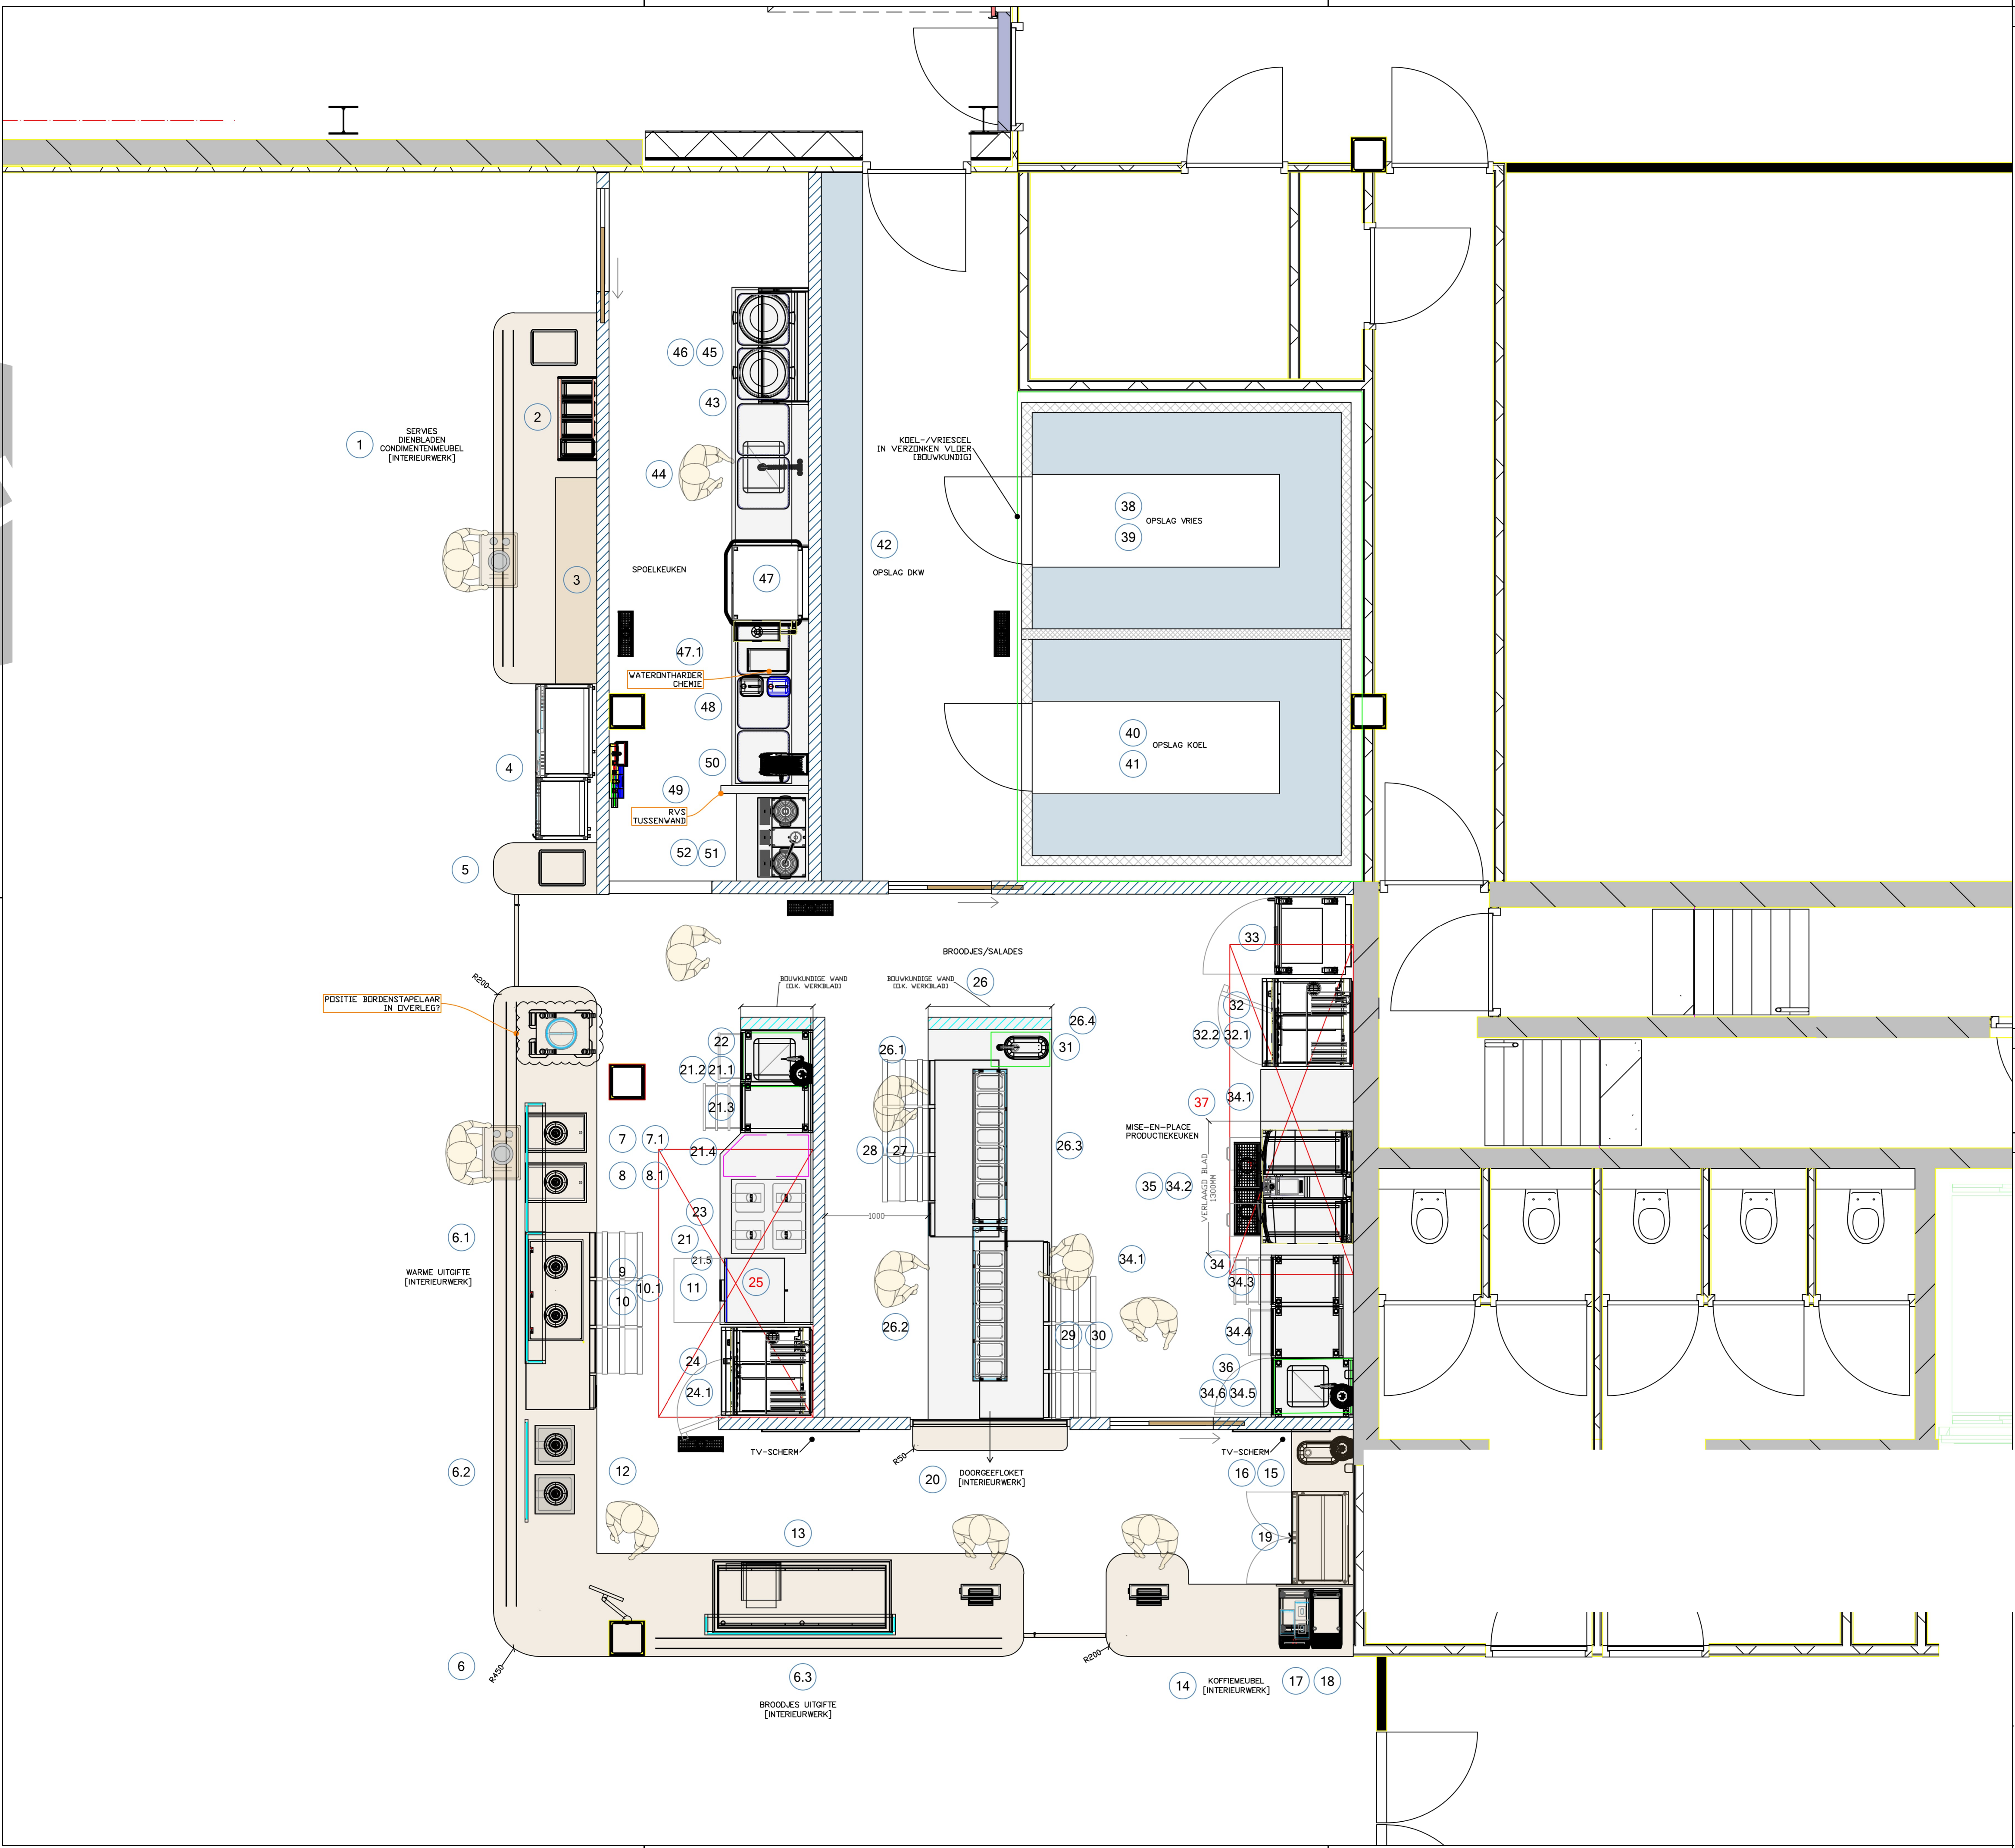 46 45
2
43
SERVIES
DIENBLADEN
CONDIMENTENMEUBEL
[INTERIEURWERK]
1
KOEL-/VRIESCEL
IN VERZONKEN VLOER
[BOUWKUNDIG]
44
38
OPSLAG VRIES
39
42
OPSLAG DKW
SPOELKEUKEN
47
3
47.1
WATERONTHARDER
CHEMIE
48
40
OPSLAG KOEL
41
4
50
49
RVS
TUSSENWAND
52 51
5
33
BROODJES/SALADES
BOUWKUNDIGE WAND
[O.K. WERKBLAD]
BOUWKUNDIGE WAND
[O.K. WERKBLAD]
26
R200
POSITIE BORDENSTAPELAAR
IN OVERLEG?
32
26.4
32.2 32.1
22
26.1
31
21.2 21.1
21.3
37
34.1
MISE-EN-PLACE
PRODUCTIEKEUKEN
7 7.1
21.4
28 27
26.3
8 8.1
35 34.2
VERLAAGD BLAD
1300MM
23
1000
6.1
21
21.5
34.1
34
WARME UITGIFTE
[INTERIEURWERK]
9
10.1
10
11
25
34.3
26.2
29 30
34.4
24
36
24.1
34.6 34.5
TV-SCHERM
R50
TV-SCHERM
6.2
12
20
DOORGEEFLOKET
[INTERIEURWERK]
16 15
13
19
6
R450
R200
6.3
14
KOFFIEMEUBEL
[INTERIEURWERK]
17 18
BROODJES UITGIFTE
[INTERIEURWERK]